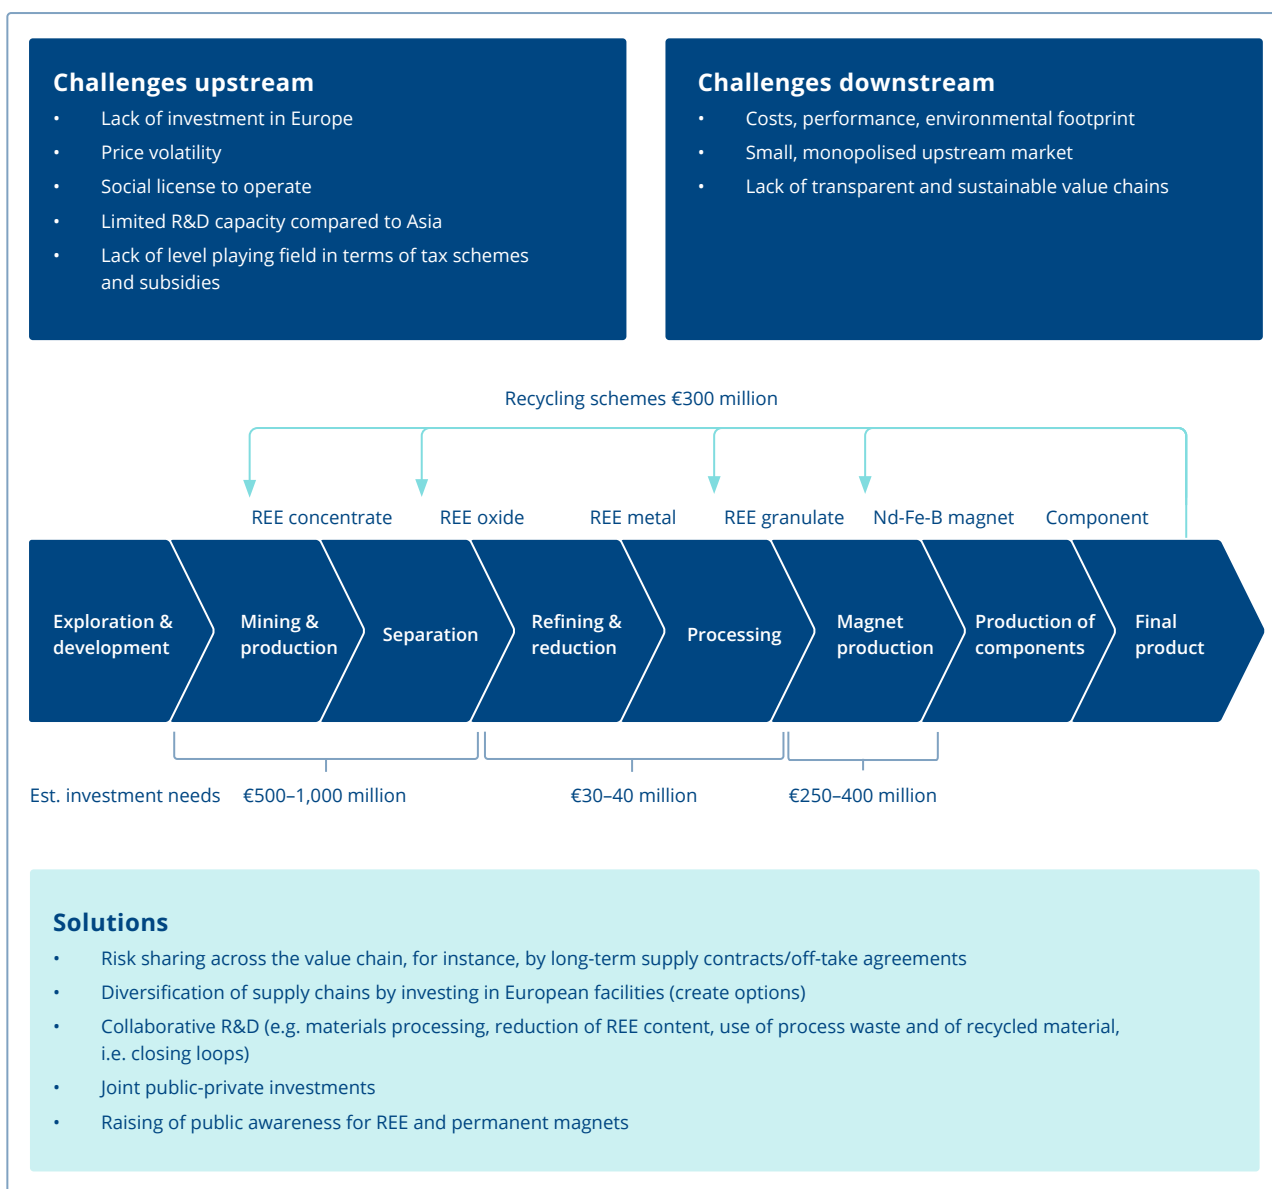 Challenges upstream
• Lack of investment in Europe
• Price volatility
• Social license to operate
• Limited R&D capacity compared to Asia
• Lack of level playing field in terms of tax schemes
and subsidies
Challenges downstream
• Costs, performance, environmental footprint
• Small, monopolised upstream market
• Lack of transparent and sustainable value chains
Recycling schemes €300 million
REE concentrate
REE oxide
REE metal
REE granulate
Nd-Fe-B magnet
Component
Exploration &
development
Mining &
production
Separation
Refining &
reduction
Processing
Magnet
production
Production of
components
Final
product
Est. investment needs
€500–1,000 million
€30–40 million
€250–400 million
Solutions
• Risk sharing across the value chain, for instance, by long-term supply contracts/off-take agreements
• Diversification of supply chains by investing in European facilities (create options)
• Collaborative R&D (e.g. materials processing, reduction of REE content, use of process waste and of recycled material,
i.e. closing loops)
• Joint public-private investments
• Raising of public awareness for REE and permanent magnets